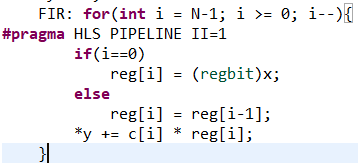 FIR: for(int i = N-1; i >= 0; i--){
#pragma HLS PIPELINE II=1
if(i==0)
reg[i] = (regbit)x;
else
reg[i] = reg[i-1];
*y += c[i] * reg[i];
}